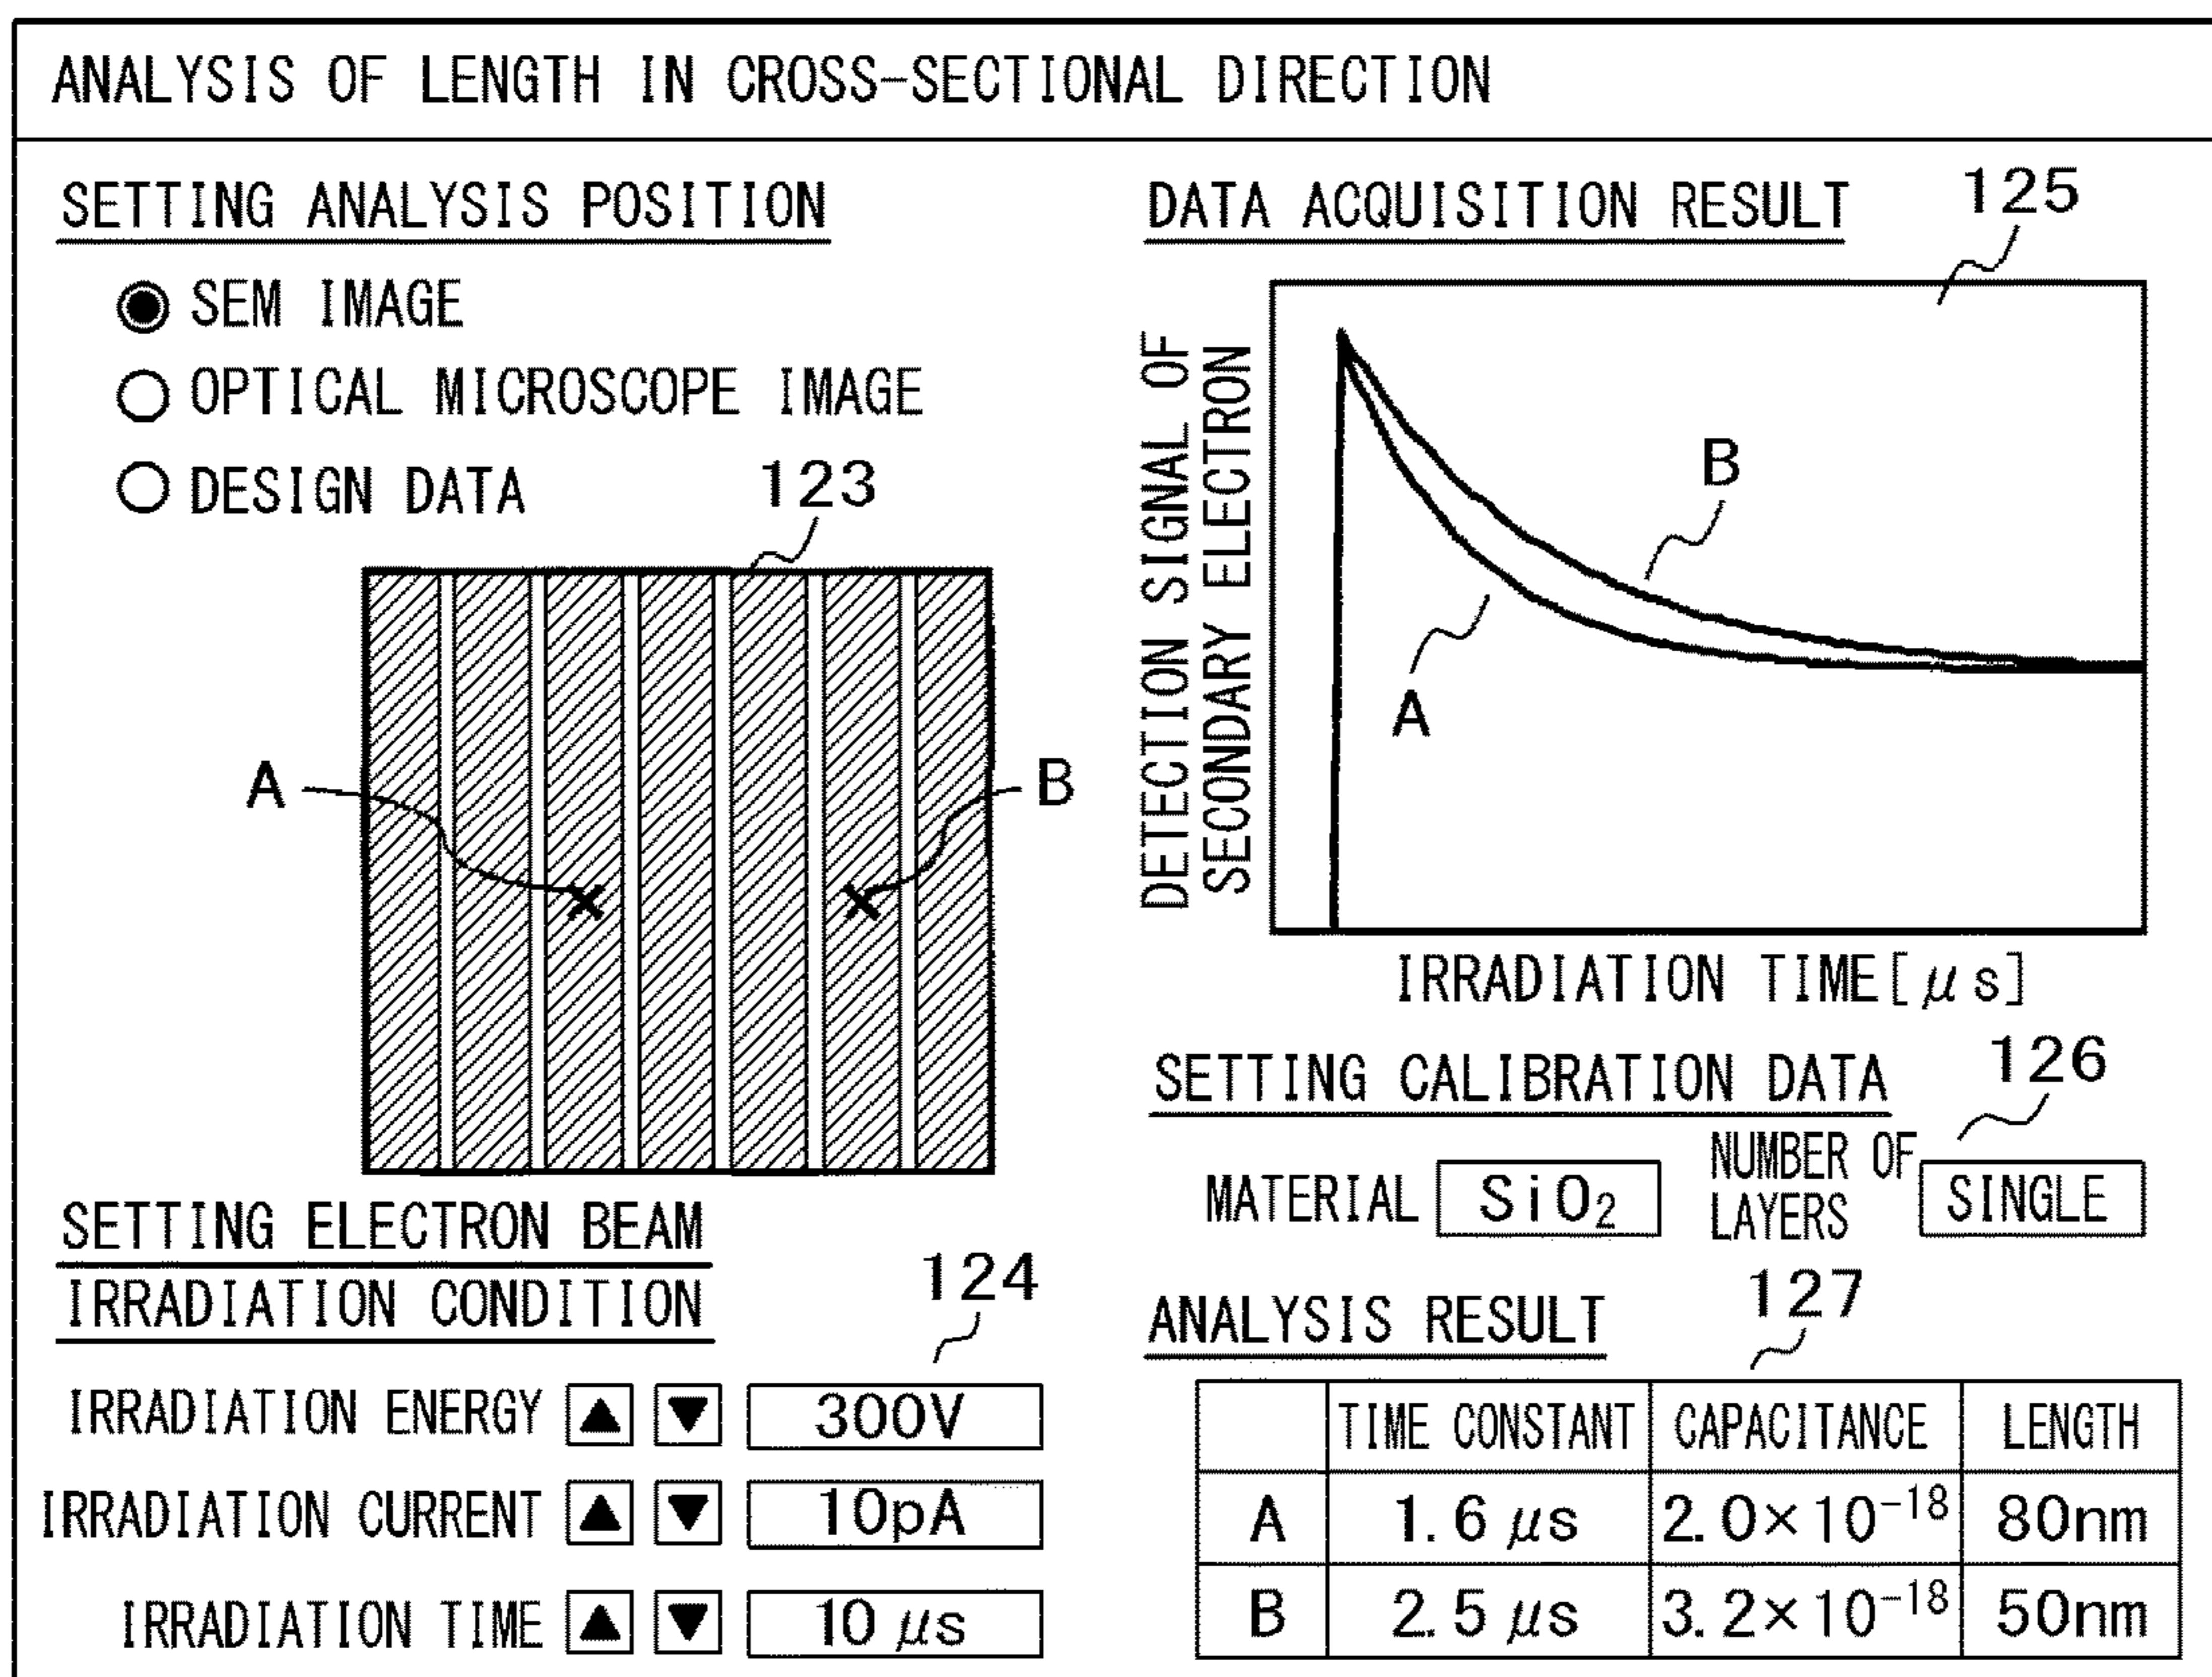 ANALYSIS OF LENGTH IN CROSS-SECTIONAL DIRECTION
SETTING ANALYSIS POSITION
SEM IMAGE
OPTICAL MICROSCOPE IMAGE
DESIGN DATA
123
A
B
SETTING ELECTRON BEAM
IRRADIATION CONDITION
124
IRRADIATION ENERGY ▲ ▼ 300V
IRRADIATION CURRENT ▲ ▼ 10pA
IRRADIATION TIME ▲ ▼ 10 μs
DATA ACQUISITION RESULT
125
DETECTION SIGNAL OF
SECONDARY ELECTRON
B
A
IRRADIATION TIME[μs]
SETTING CALIBRATION DATA
126
MATERIAL SiO₂
NUMBER OF
LAYERS
SINGLE
ANALYSIS RESULT
127
TIME CONSTANT CAPACITANCE LENGTH
A 1.6 μs 2.0×10⁻¹⁸ 80nm
B 2.5 μs 3.2×10⁻¹⁸ 50nm